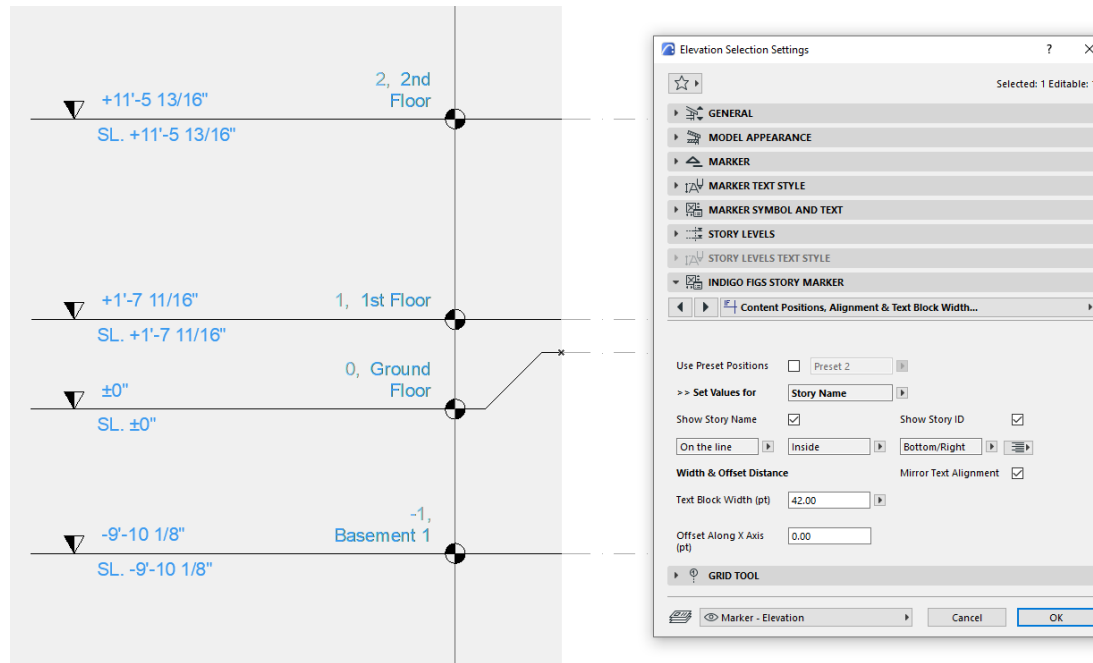 2, 2nd
Floor
+11'-5 13/16"
SL. +11'-5 13/16"
+1'-7 11/16"
1, 1st Floor
SL. +1'-7 11/16"
0, Ground
Floor
±0"
SL. ±0"
-1,
Basement 1
-9'-10 1/8"
SL. -9'-10 1/8"
Elevation Selection Settings
?
Selected: 1 Editable:
GENERAL
MODEL APPEARANCE
MARKER
MARKER TEXT STYLE
MARKER SYMBOL AND TEXT
STORY LEVELS
STORY LEVELS TEXT STYLE
INDIGO FIGS STORY MARKER
Content Positions, Alignment & Text Block Width...
Use Preset Positions Preset 2
>> Set Values for Story Name
Show Story Name Show Story ID
On the line Inside Bottom/Right
Width & Offset Distance Mirror Text Alignment
Text Block Width (pt) 42.00
Offset Along X Axis 0.00
(pt)
GRID TOOL
Marker - Elevation Cancel OK